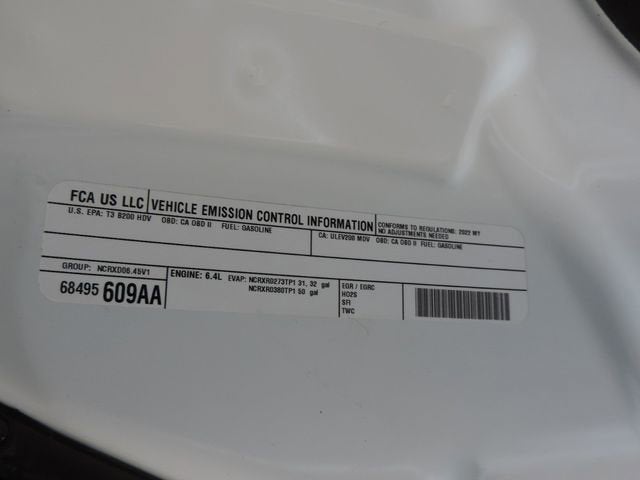 FCA US LLC VEHICLE EMISSION CONTROL INFORMATION CONFORMS TO REGULATIONS: 2022 MY
NO ADJUSTMENTS NEEDED
U.S. EPA: T3 B200 HDV OBD: CA OBD II FUEL: GASOLINE
CA: ULEV200 MDV OBD: CA OBD II FUEL: GASOLINE
GROUP: NCRXD06.45V1
68495 609AA
ENGINE: 6.4L EVAP: NCRXR0273TP1 31, 32 gal
NCRXR0380TP1 50 gal
EGR / EGRC
HO2S
SFI
TWC